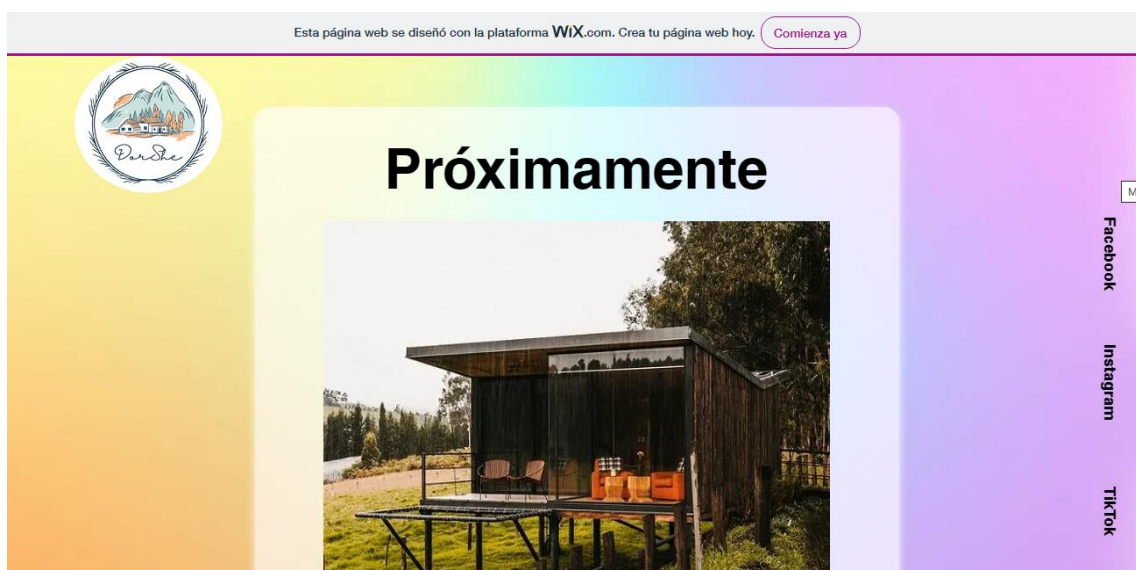 Esta página web se diseñó con la plataforma WiX.com. Crea tu página web hoy. Comienza ya
DorShe
Próximamente
M
Facebook
Instagram
TikTok